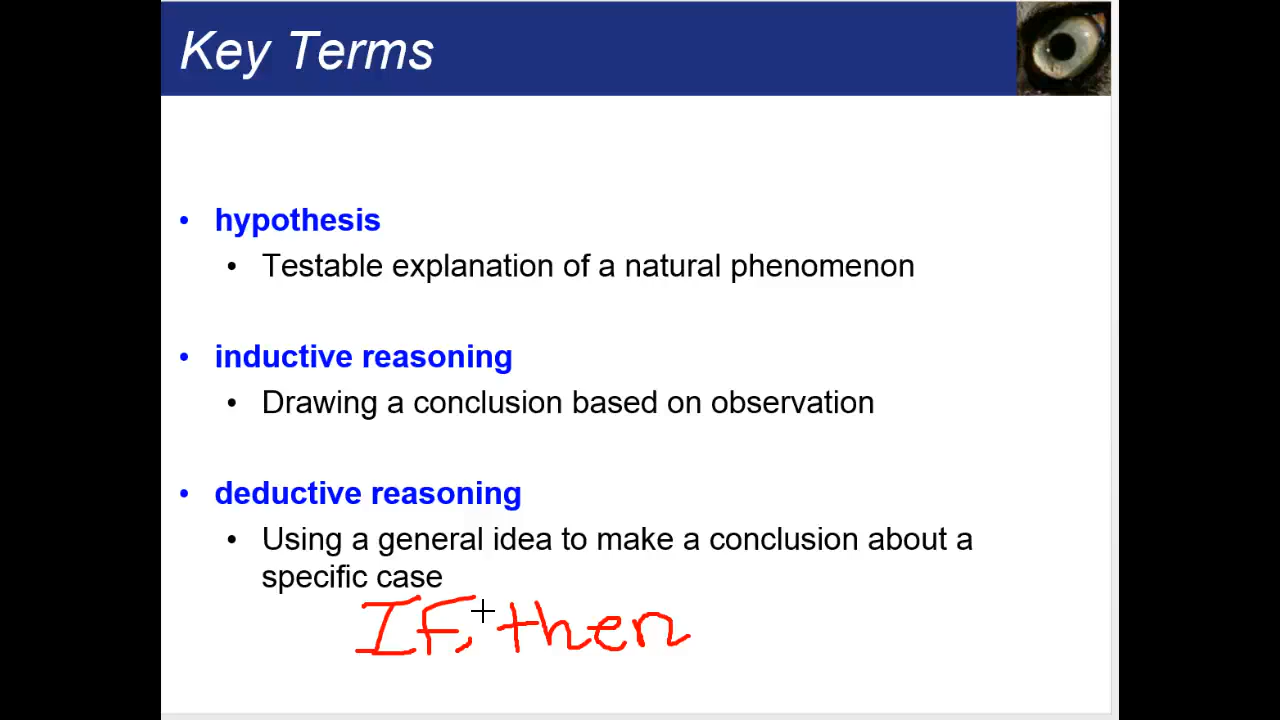 Key Terms
• hypothesis
• Testable explanation of a natural phenomenon
• inductive reasoning
• Drawing a conclusion based on observation
• deductive reasoning
• Using a general idea to make a conclusion about a
specific case
IF, then